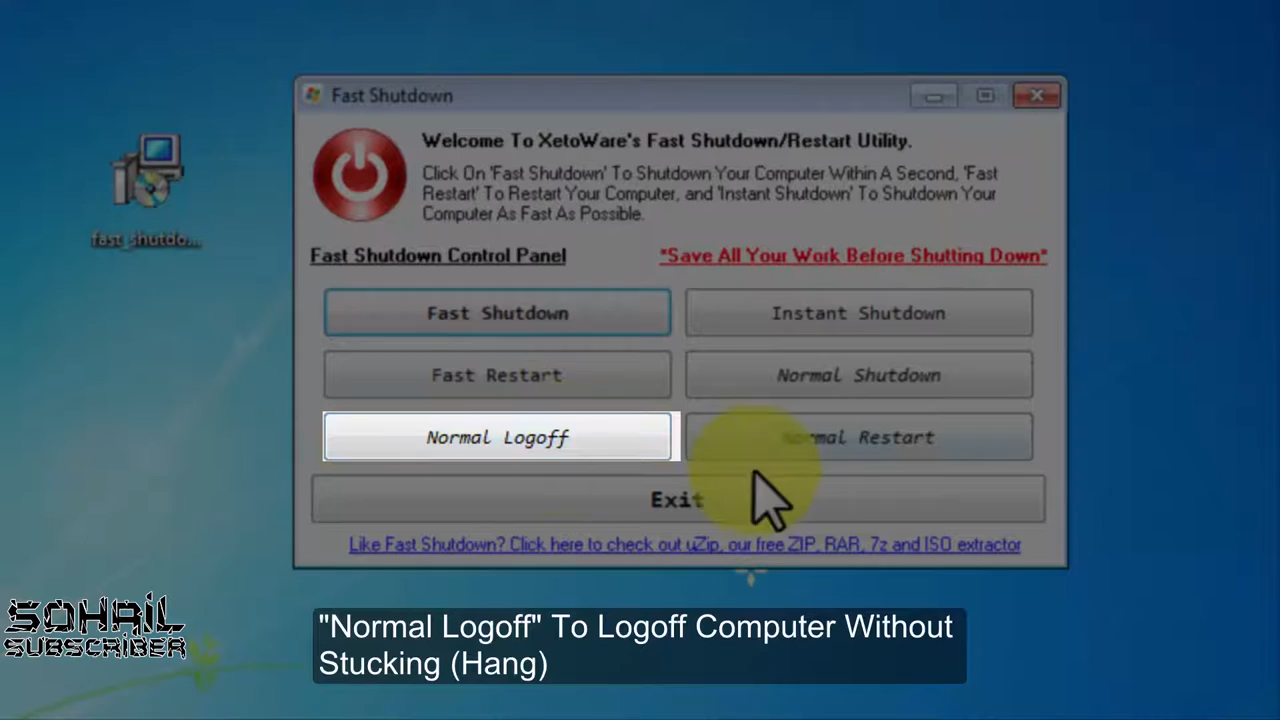 Fast Shutdown
Welcome To XetoWare's Fast Shutdown/Restart Utility.
Click On 'Fast Shutdown' To Shutdown Your Computer Within A Second, 'Fast
Restart' To Restart Your Computer, and 'Instant Shutdown' To Shutdown Your
Computer As Fast As Possible.
fast_shutdo...
Fast Shutdown Control Panel
*Save All Your Work Before Shutting Down*
Fast Shutdown
Instant Shutdown
Fast Restart
Normal Shutdown
Normal Logoff
Normal Restart
Exit
Like Fast Shutdown? Click here to check out uZip, our free ZIP, RAR, 7z and ISO extractor
SOHAIL
SUBSCRIBER
"Normal Logoff" To Logoff Computer Without
Stucking (Hang)